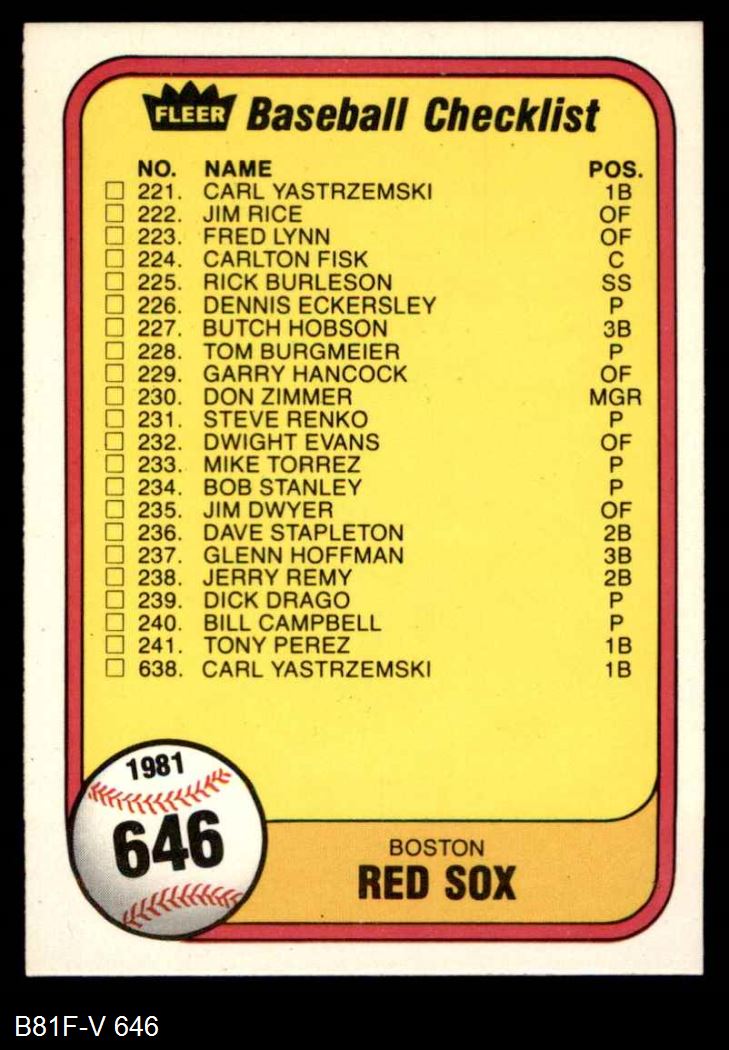 FLEER Baseball Checklist
NO. NAME POS.
221. CARL YASTRZEMSKI 1B
222. JIM RICE OF
223. FRED LYNN OF
224. CARLTON FISK C
225. RICK BURLESON SS
226. DENNIS ECKERSLEY P
227. BUTCH HOBSON 3B
228. TOM BURGMEIER P
229. GARRY HANCOCK OF
230. DON ZIMMER MGR
231. STEVE RENKO P
232. DWIGHT EVANS OF
233. MIKE TORREZ P
234. BOB STANLEY P
235. JIM DWYER OF
236. DAVE STAPLETON 2B
237. GLENN HOFFMAN 3B
238. JERRY REMY 2B
239. DICK DRAGO P
240. BILL CAMPBELL P
241. TONY PEREZ 1B
638. CARL YASTRZEMSKI 1B
1981
646
BOSTON
RED SOX
B81F-V 646